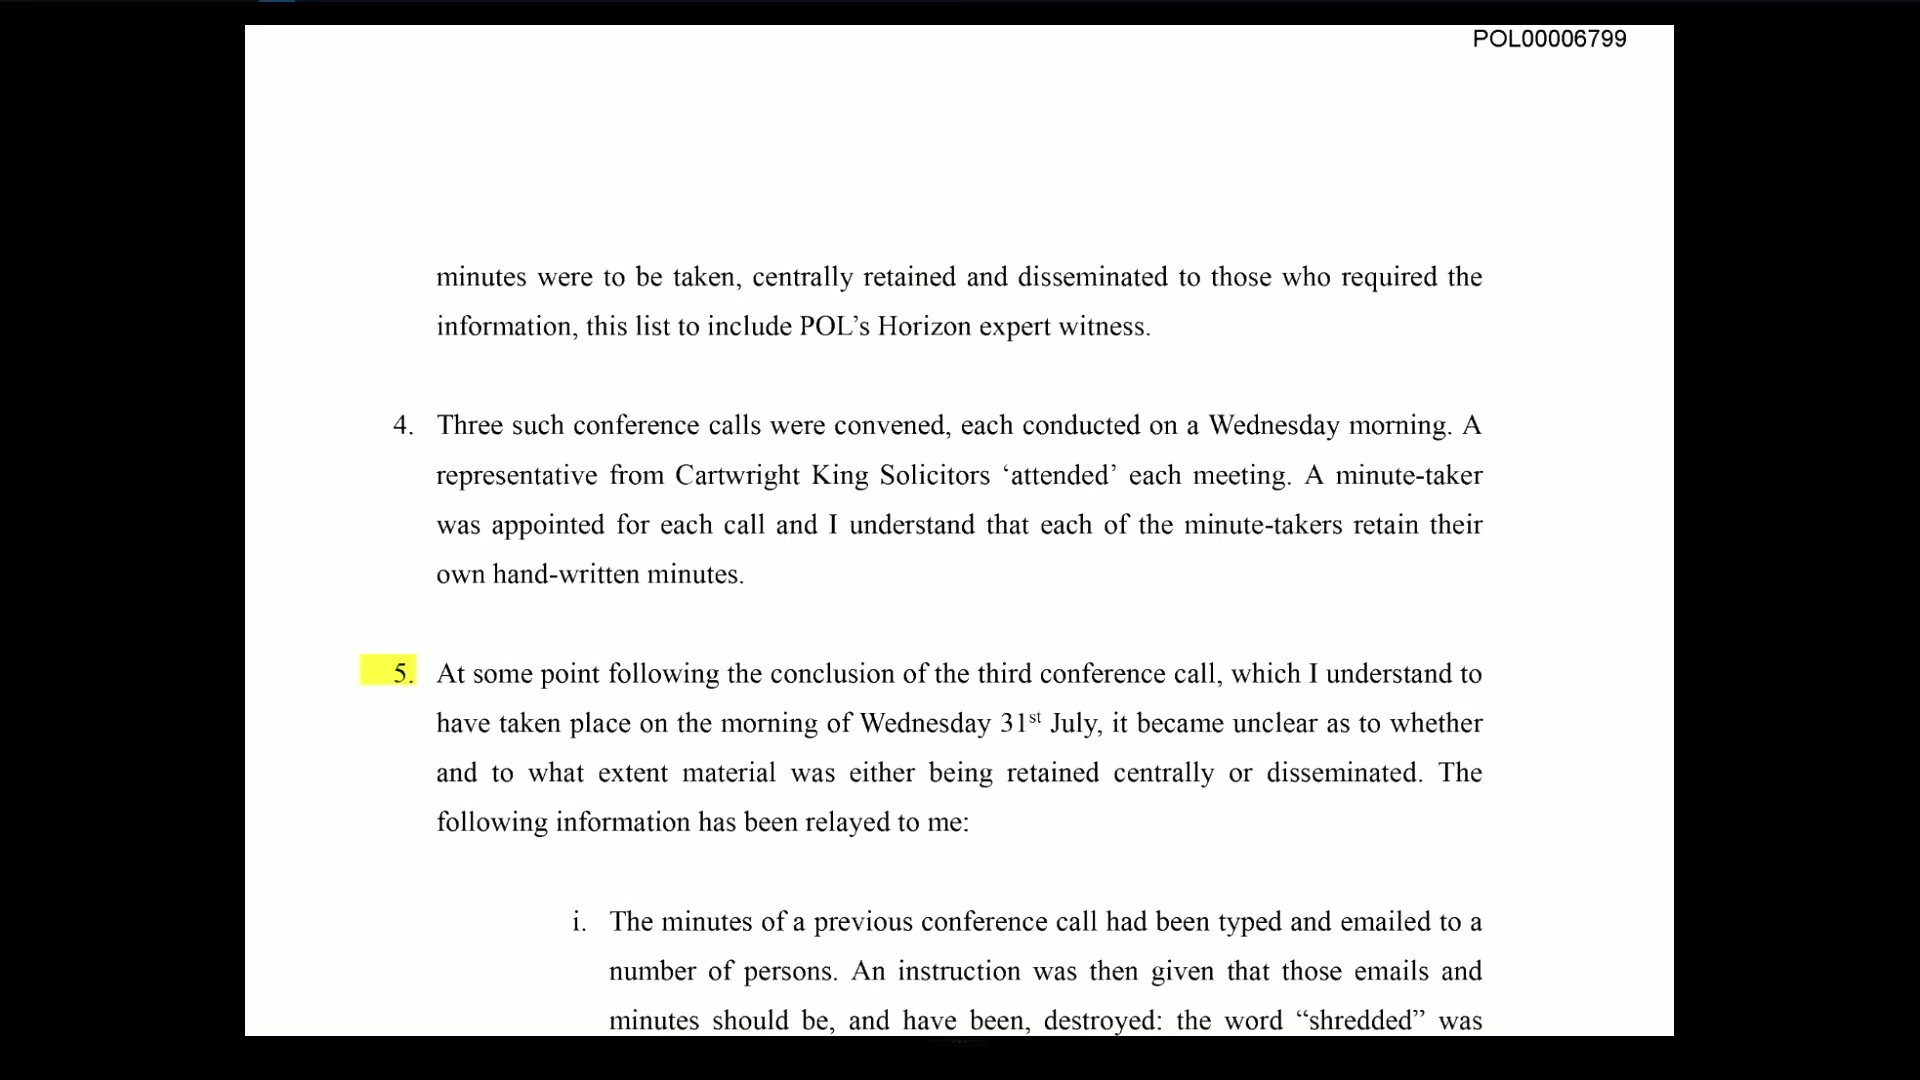 POL00006799
minutes were to be taken, centrally retained and disseminated to those who required the
information, this list to include POL’s Horizon expert witness.
4. Three such conference calls were convened, each conducted on a Wednesday morning. A
representative from Cartwright King Solicitors ‘attended’ each meeting. A minute-taker
was appointed for each call and I understand that each of the minute-takers retain their
own hand-written minutes.
5. At some point following the conclusion of the third conference call, which I understand to
have taken place on the morning of Wednesday 31st July, it became unclear as to whether
and to what extent material was either being retained centrally or disseminated. The
following information has been relayed to me:
i. The minutes of a previous conference call had been typed and emailed to a
number of persons. An instruction was then given that those emails and
minutes should be, and have been, destroyed: the word “shredded” was